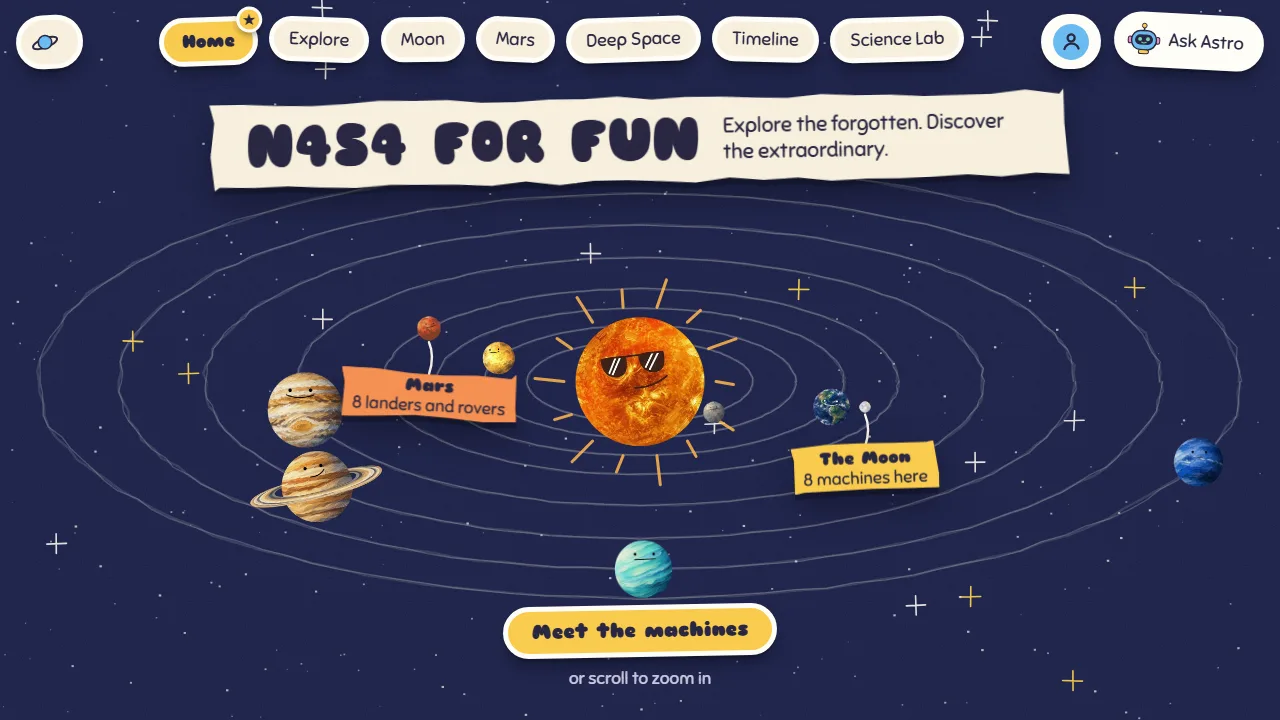 Home
Explore
Moon
Mars
Deep Space
Timeline
Science Lab
Ask Astro
N4S4 FOR FUN
Explore the forgotten. Discover
the extraordinary.
Mars
8 landers and rovers
The Moon
8 machines here
Meet the machines
or scroll to zoom in